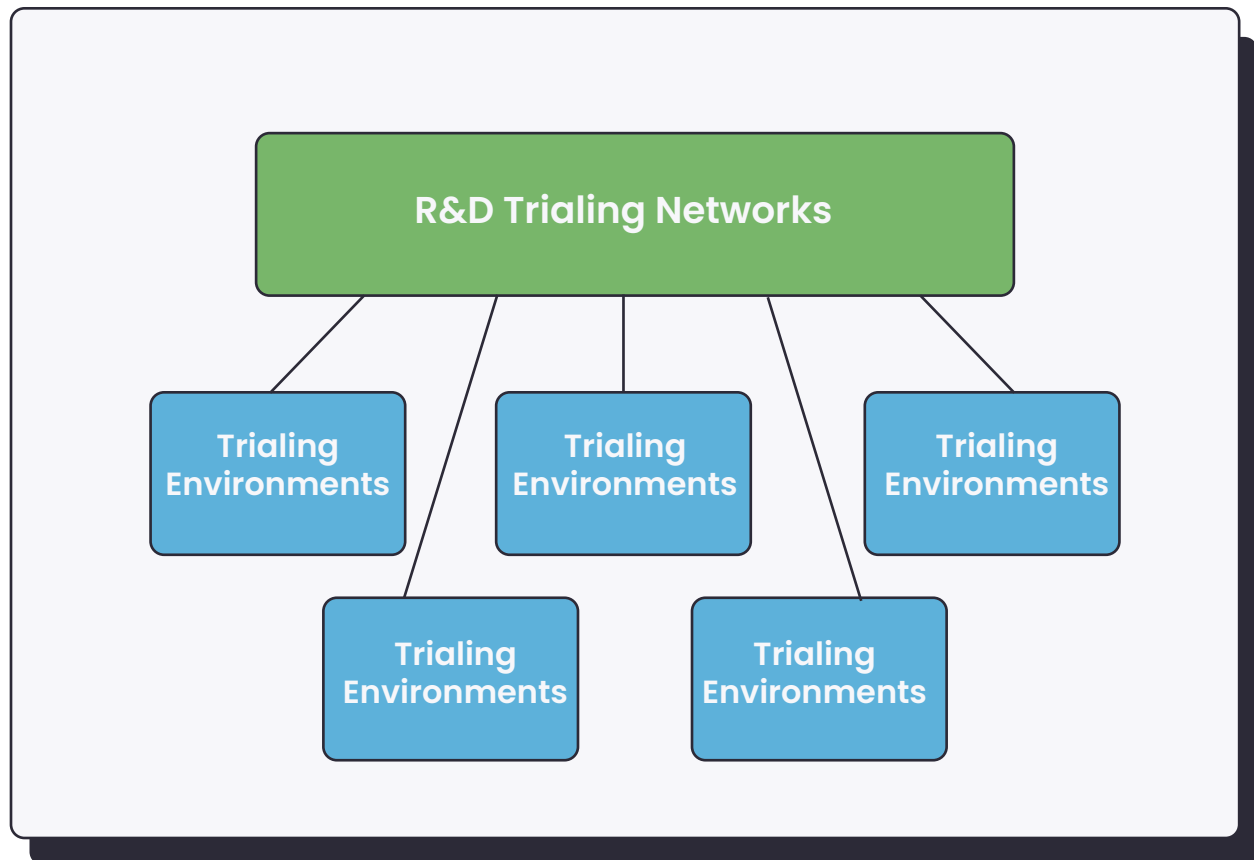 R&D Trialing Networks
Trialing
Environments
Trialing
Environments
Trialing
Environments
Trialing
Environments
Trialing
Environments